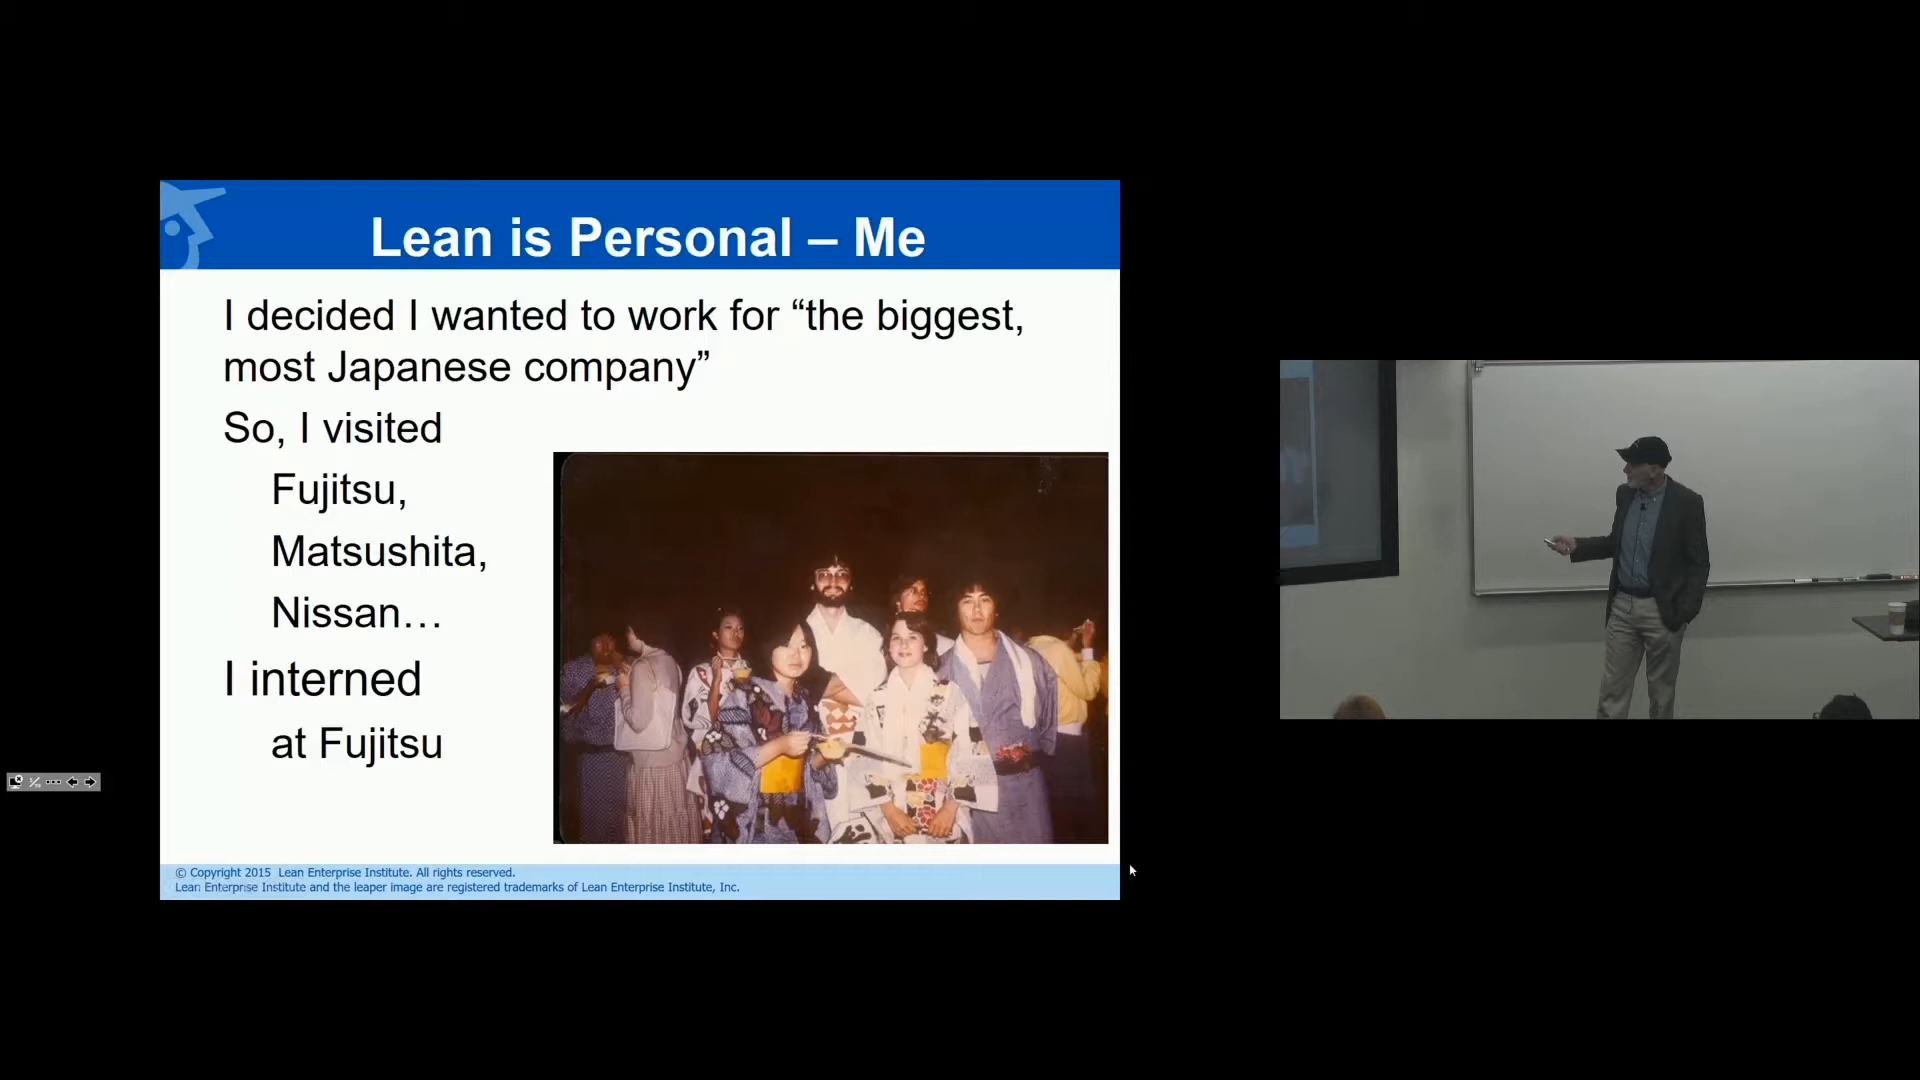 Lean is Personal – Me
I decided I wanted to work for “the biggest,
most Japanese company”
So, I visited
Fujitsu,
Matsushita,
Nissan…
I interned
at Fujitsu
© Copyright 2015 Lean Enterprise Institute. All rights reserved.
Lean Enterprise Institute and the leaper image are registered trademarks of Lean Enterprise Institute, Inc.